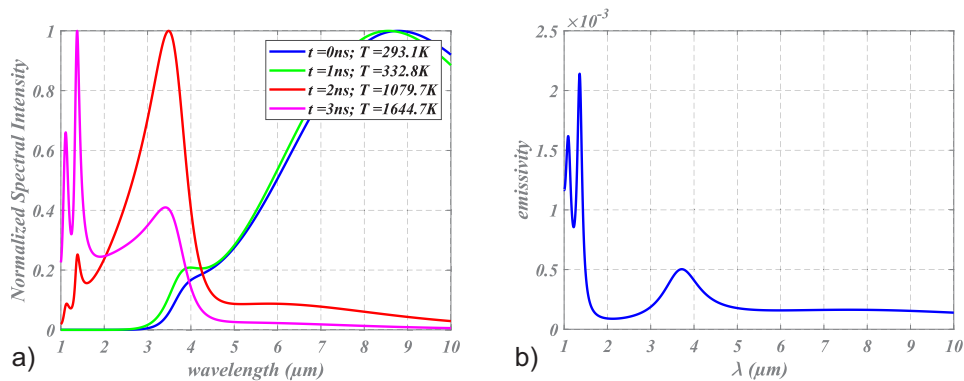 1
0.8
0.6
0.4
0.2
0
1 2 3 4 5 6 7 8 9 10
Normalized Spectral Intensity
wavelength (μm)
t =0ns; T =293.1K
t =1ns; T =332.8K
t =2ns; T =1079.7K
t =3ns; T =1644.7K
a)
×10⁻³
2.5
2
1.5
1
0.5
0
1 2 3 4 5 6 7 8 9 10
emissivity
λ (μm)
b)